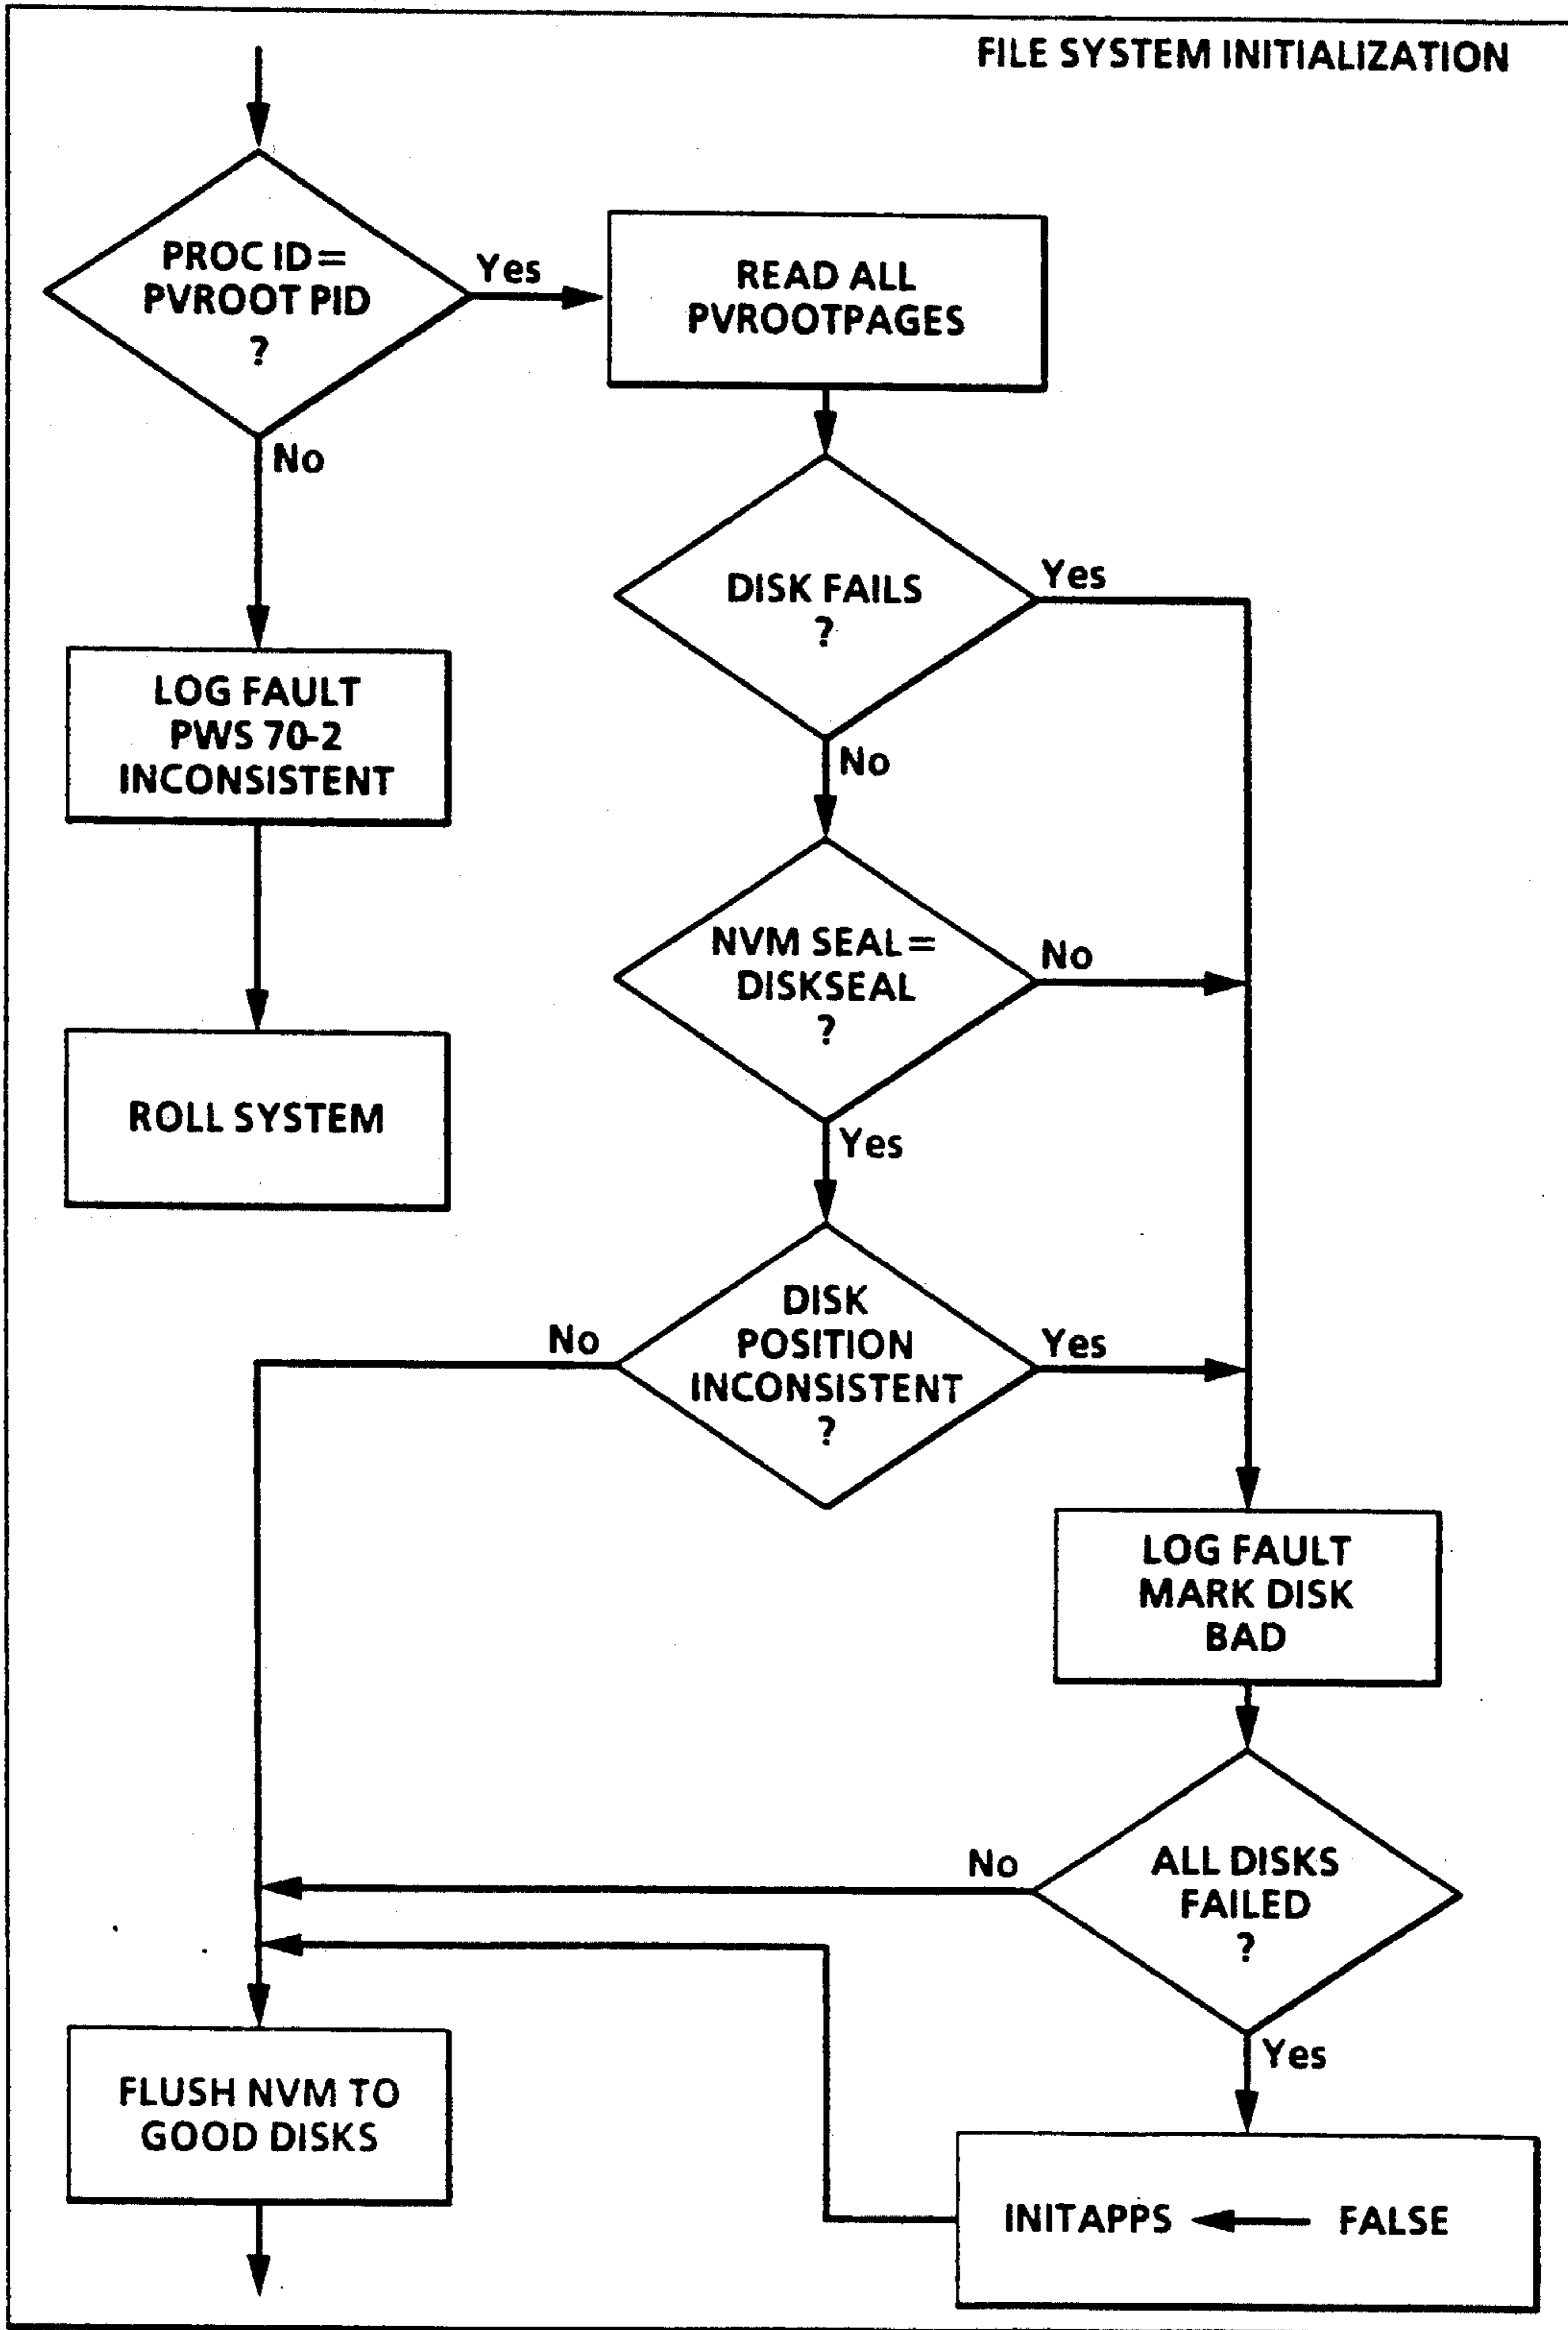 FILE SYSTEM INITIALIZATION
PROC ID =
PVROOT PID
?
Yes
No
READ ALL
PVROOTPAGES
DISK FAILS
?
Yes
No
LOG FAULT
PWS 70-2
INCONSISTENT
ROLL SYSTEM
NVM SEAL =
DISKSEAL
?
No
Yes
DISK
POSITION
INCONSISTENT
?
No
Yes
LOG FAULT
MARK DISK
BAD
ALL DISKS
FAILED
?
No
Yes
FLUSH NVM TO
GOOD DISKS
INITAPPS ← FALSE